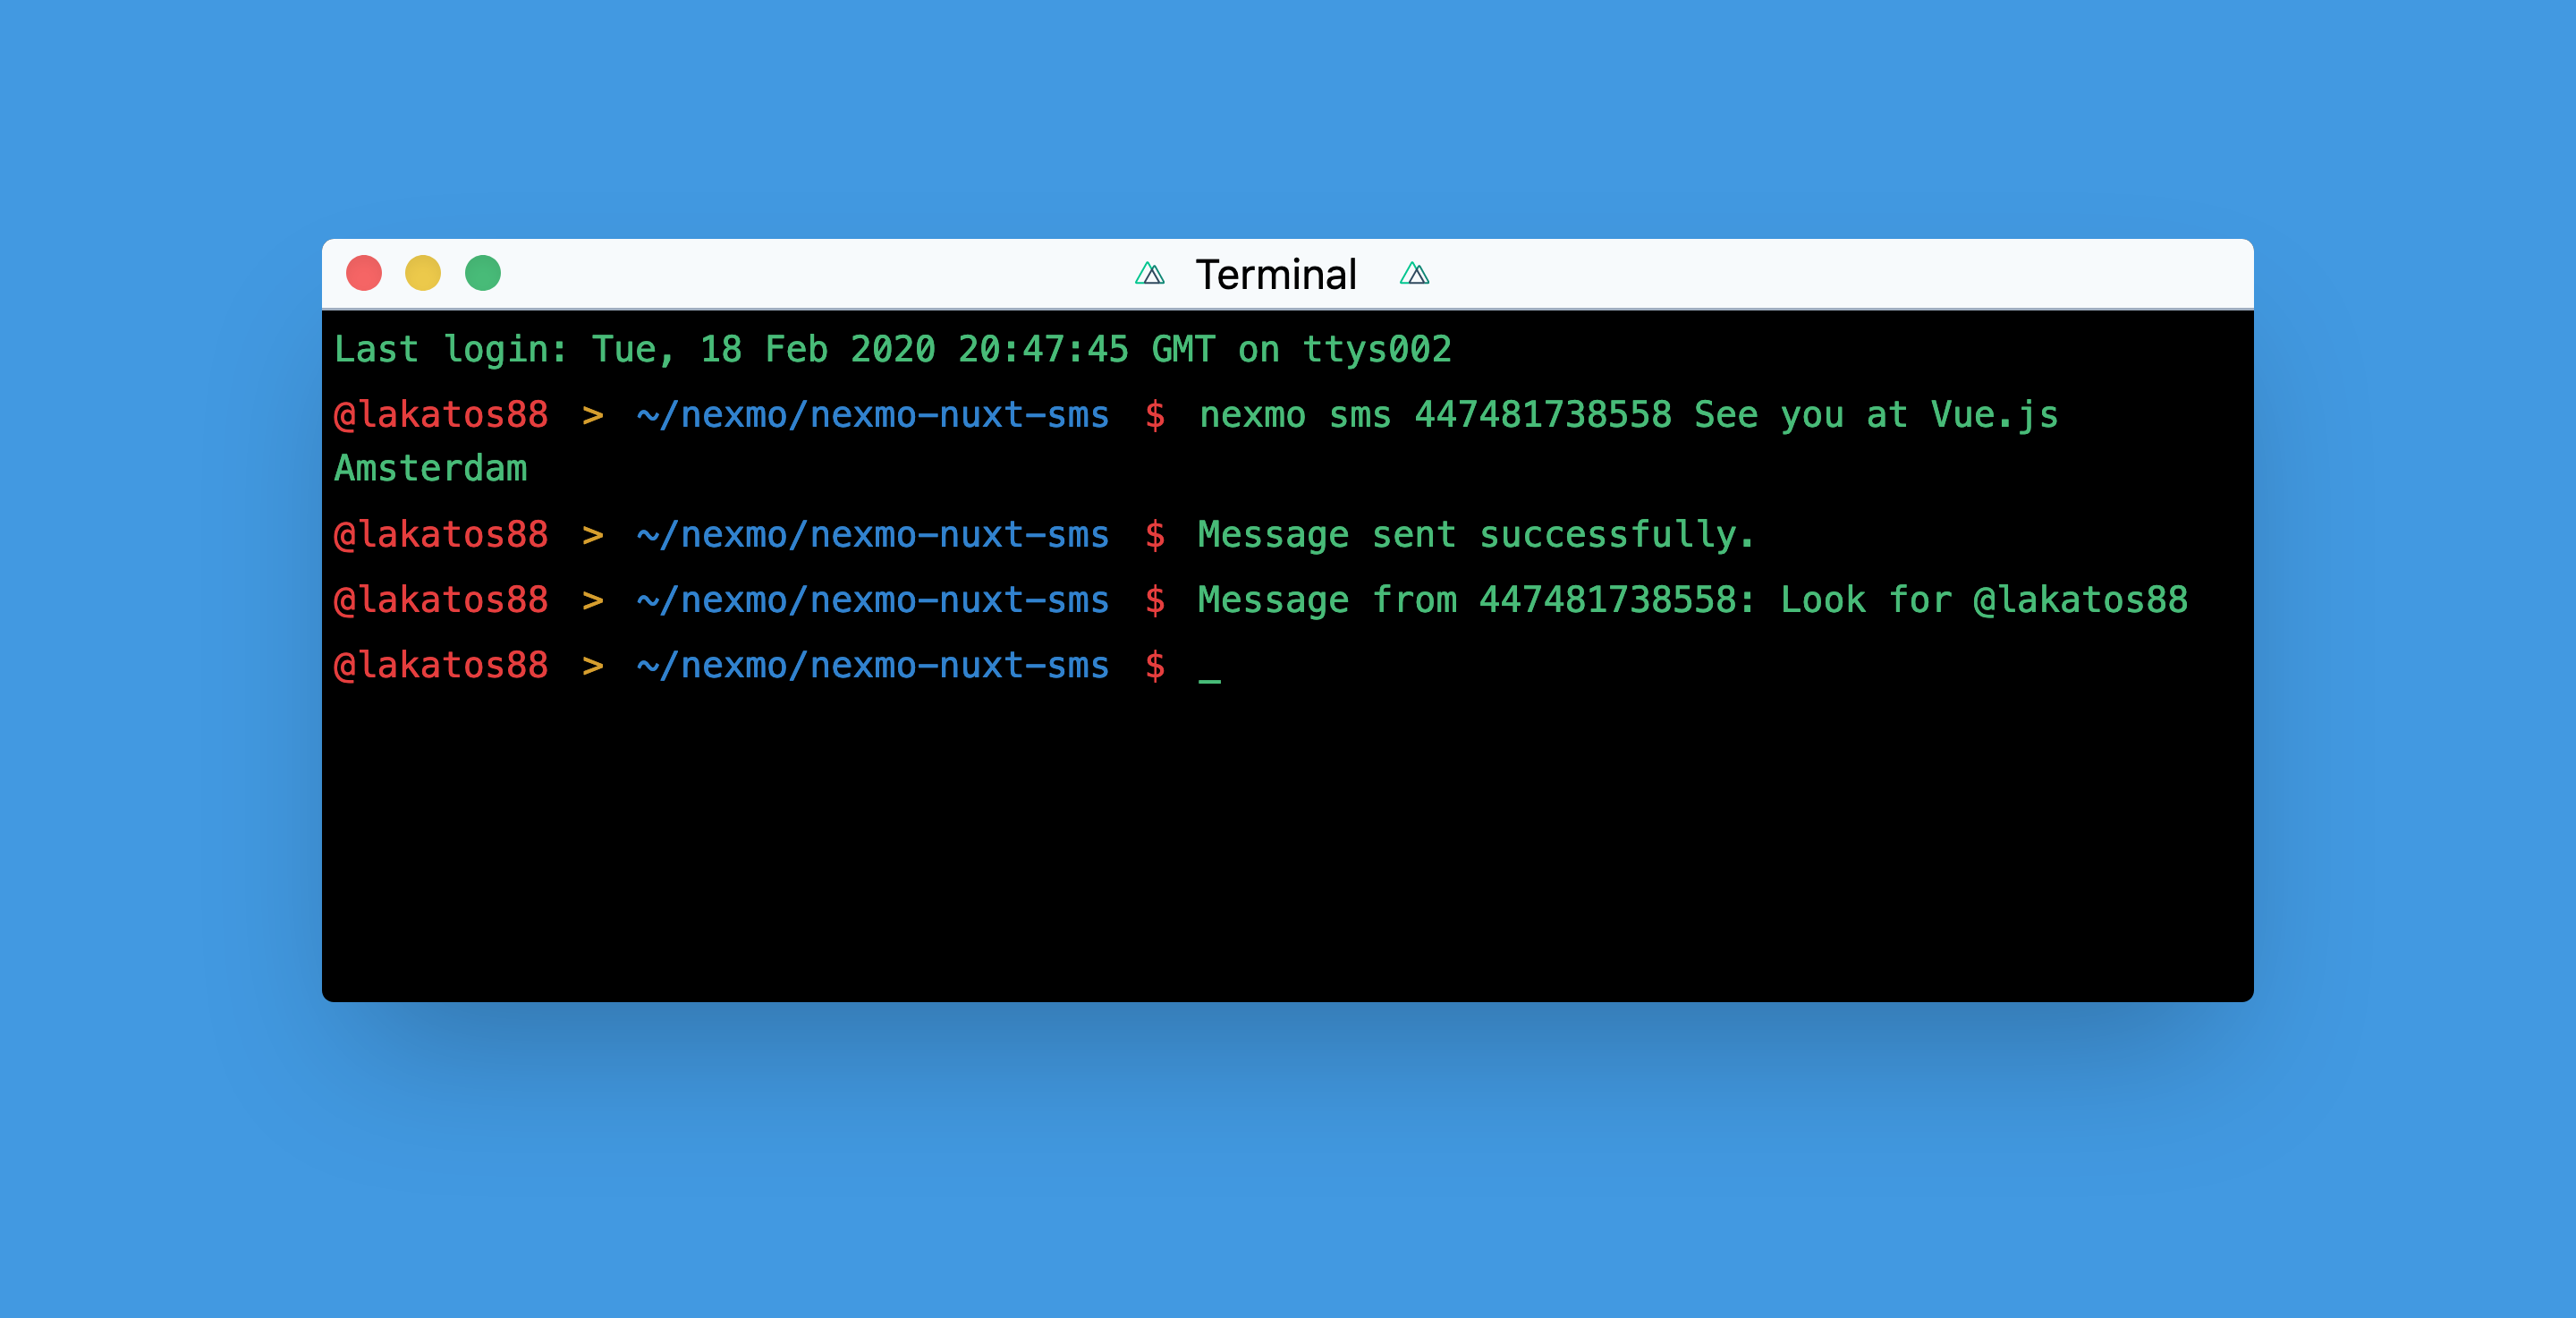 Terminal
Last login: Tue, 18 Feb 2020 20:47:45 GMT on ttys002
@lakatos88 > ~/nexmo/nexmo-nuxt-sms $ nexmo sms 447481738558 See you at Vue.js
Amsterdam
@lakatos88 > ~/nexmo/nexmo-nuxt-sms $ Message sent successfully.
@lakatos88 > ~/nexmo/nexmo-nuxt-sms $ Message from 447481738558: Look for @lakatos88
@lakatos88 > ~/nexmo/nexmo-nuxt-sms $ _